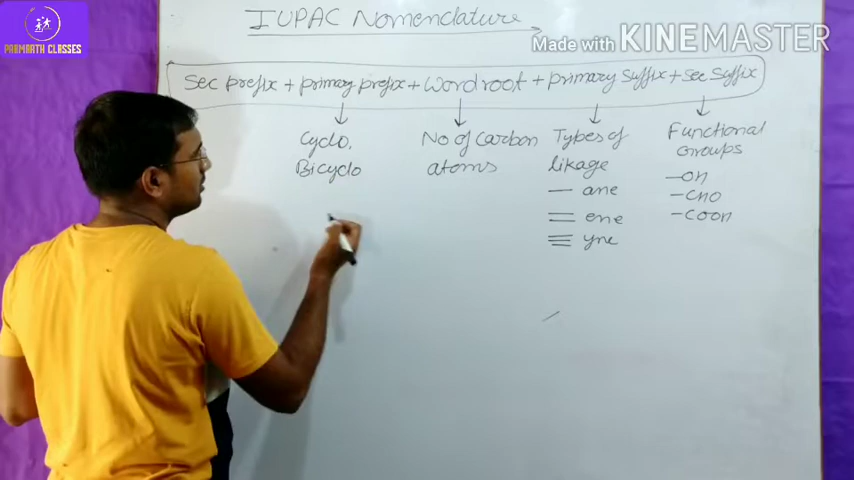 PARMARTH CLASSES
IUPAC Nomenclature
Made with KINEMASTER
Sec prefix + primary prefix + Word root + primary suffix + sec suffix
Cyclo,
Bicyclo
No of Carbon
atoms
Types of
likage
— ane
= ene
≡ yne
Functional
Groups
-OH
-CHO
-COOH